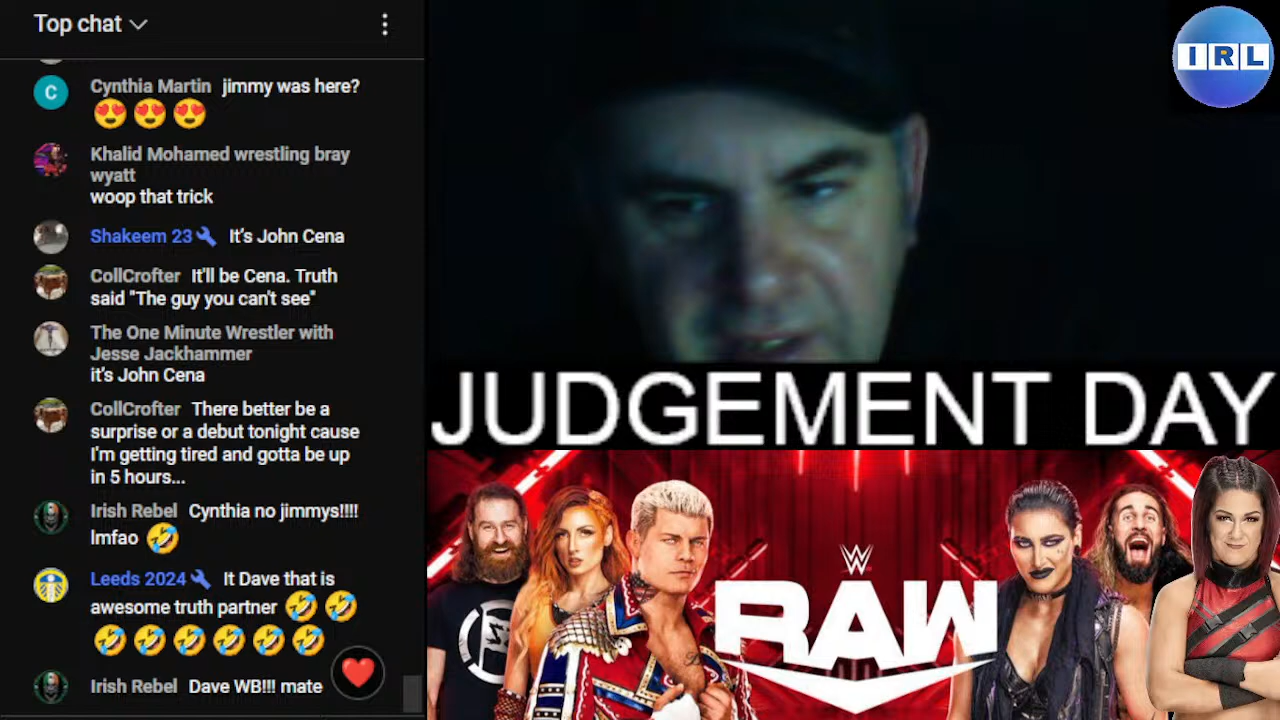 Top chat
Cynthia Martin jimmy was here?
Khalid Mohamed wrestling bray
wyatt
woop that trick
Shakeem 23 It's John Cena
CollCrofter It'll be Cena. Truth
said "The guy you can't see"
The One Minute Wrestler with
Jesse Jackhammer
it's John Cena
CollCrofter There better be a
surprise or a debut tonight cause
I'm getting tired and gotta be up
in 5 hours...
Irish Rebel Cynthia no jimmys!!!!
lmfao
Leeds 2024 It Dave that is
awesome truth partner
Irish Rebel Dave WB!!! mate
C
IRL
JUDGEMENT DAY
W
RAW